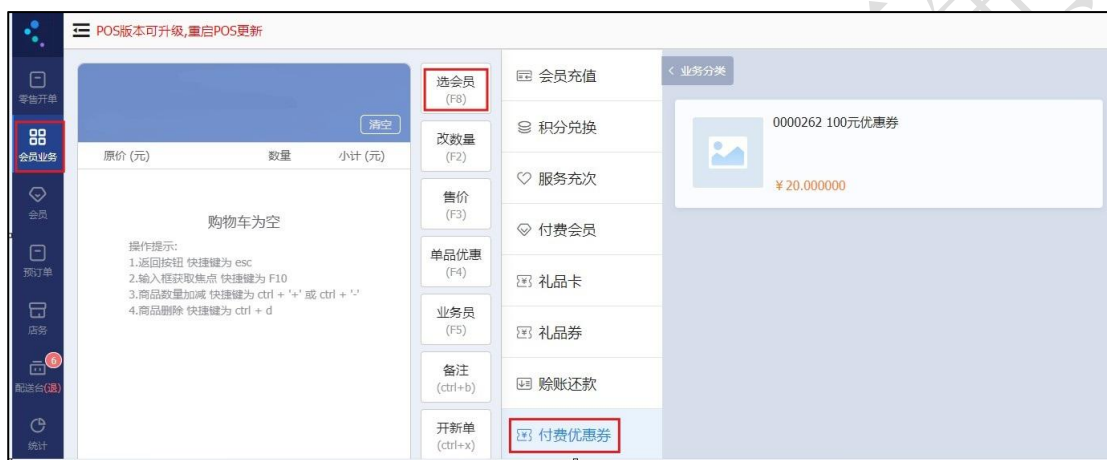 POS版本可升级,重启POS更新
零售开单
会员业务
会员
预订单
店务
6
配送台(退)
统计
清空
原价 (元) 数量 小计 (元)
购物车为空
操作提示:
1.返回按钮 快捷键为 esc
2.输入框获取焦点 快捷键为 F10
3.商品数量加减 快捷键为 ctrl + '+' 或 ctrl + '-'
4.商品删除 快捷键为 ctrl + d
选会员
(F8)
改数量
(F2)
售价
(F3)
单品优惠
(F4)
业务员
(F5)
备注
(ctrl+b)
开新单
(ctrl+x)
会员充值
积分兑换
服务充次
付费会员
礼品卡
礼品券
赊账还款
付费优惠券
< 业务分类
0000262 100元优惠券
¥20.000000